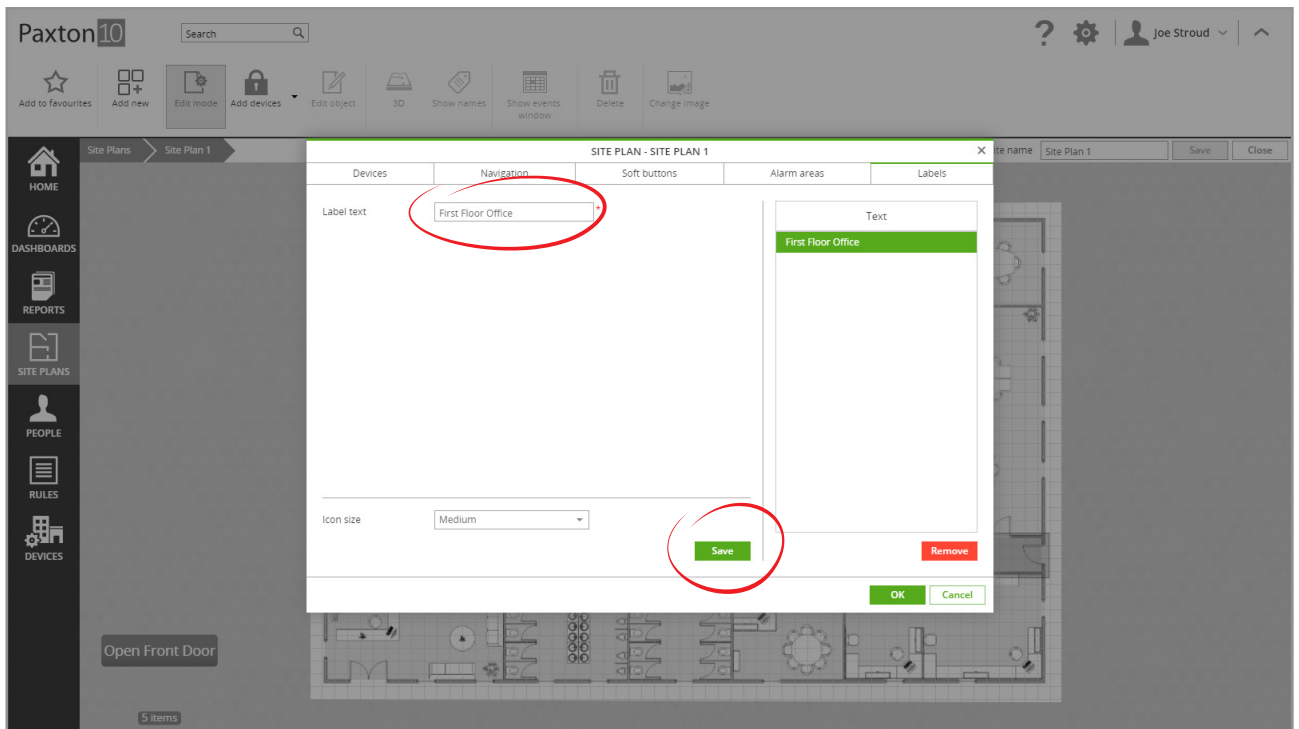 Paxton10
Search
Joe Stroud
Add to favourites
Add new
Edit mode
Add devices
Edit object
3D
Show names
Show events window
Delete
Change image
HOME
DASHBOARDS
REPORTS
SITE PLANS
PEOPLE
RULES
DEVICES
Site Plans
Site Plan 1
ite name
Site Plan 1
Save
Close
SITE PLAN - SITE PLAN 1
Devices
Navigation
Soft buttons
Alarm areas
Labels
Label text
First Floor Office
*
Text
First Floor Office
Icon size
Medium
Save
Remove
OK
Cancel
Open Front Door
5 items